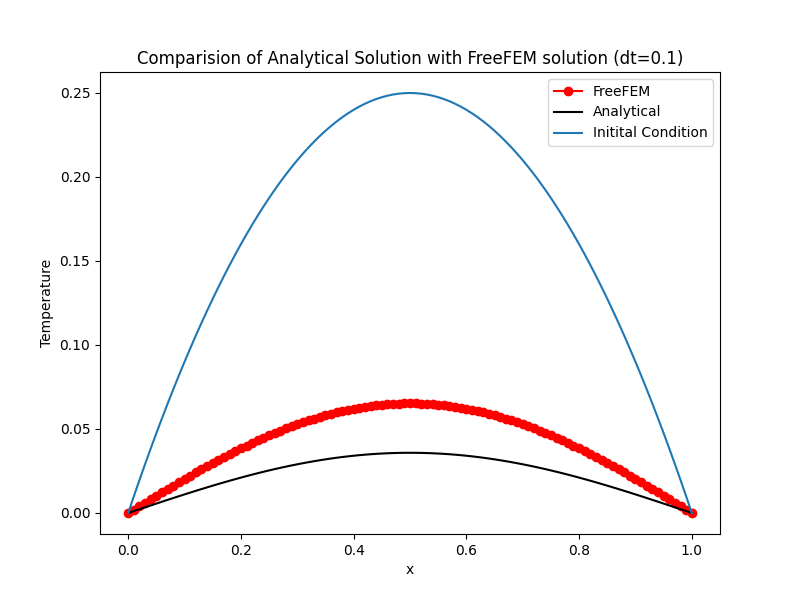 Comparision of Analytical Solution with FreeFEM solution (dt=0.1)
FreeFEM
Analytical
Initital Condition
Temperature
0.25
0.20
0.15
0.10
0.05
0.00
0.0 0.2 0.4 0.6 0.8 1.0
x